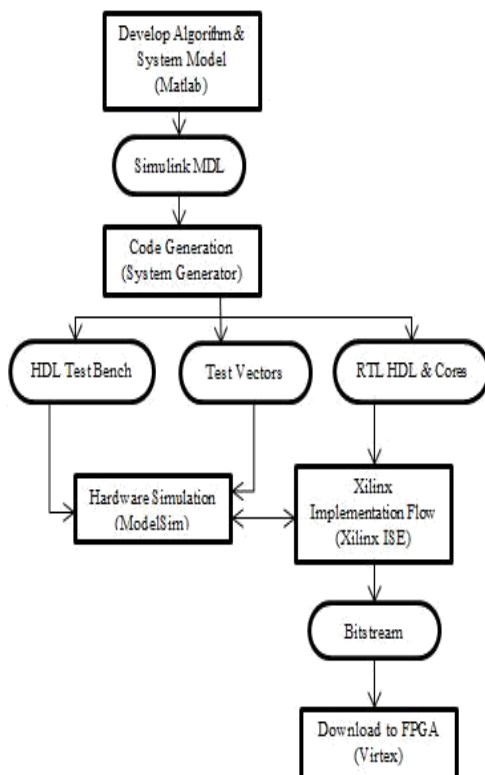 Develop Algorithm &
System Model
(Matlab)
Simulink MDL
Code Generation
(System Generator)
HDL Test Bench
Test Vectors
RTL HDL & Cores
Hardware Simulation
(ModelSim)
Xilinx
Implementation Flow
(Xilinx ISE)
Bitstream
Download to FPGA
(Virtex)